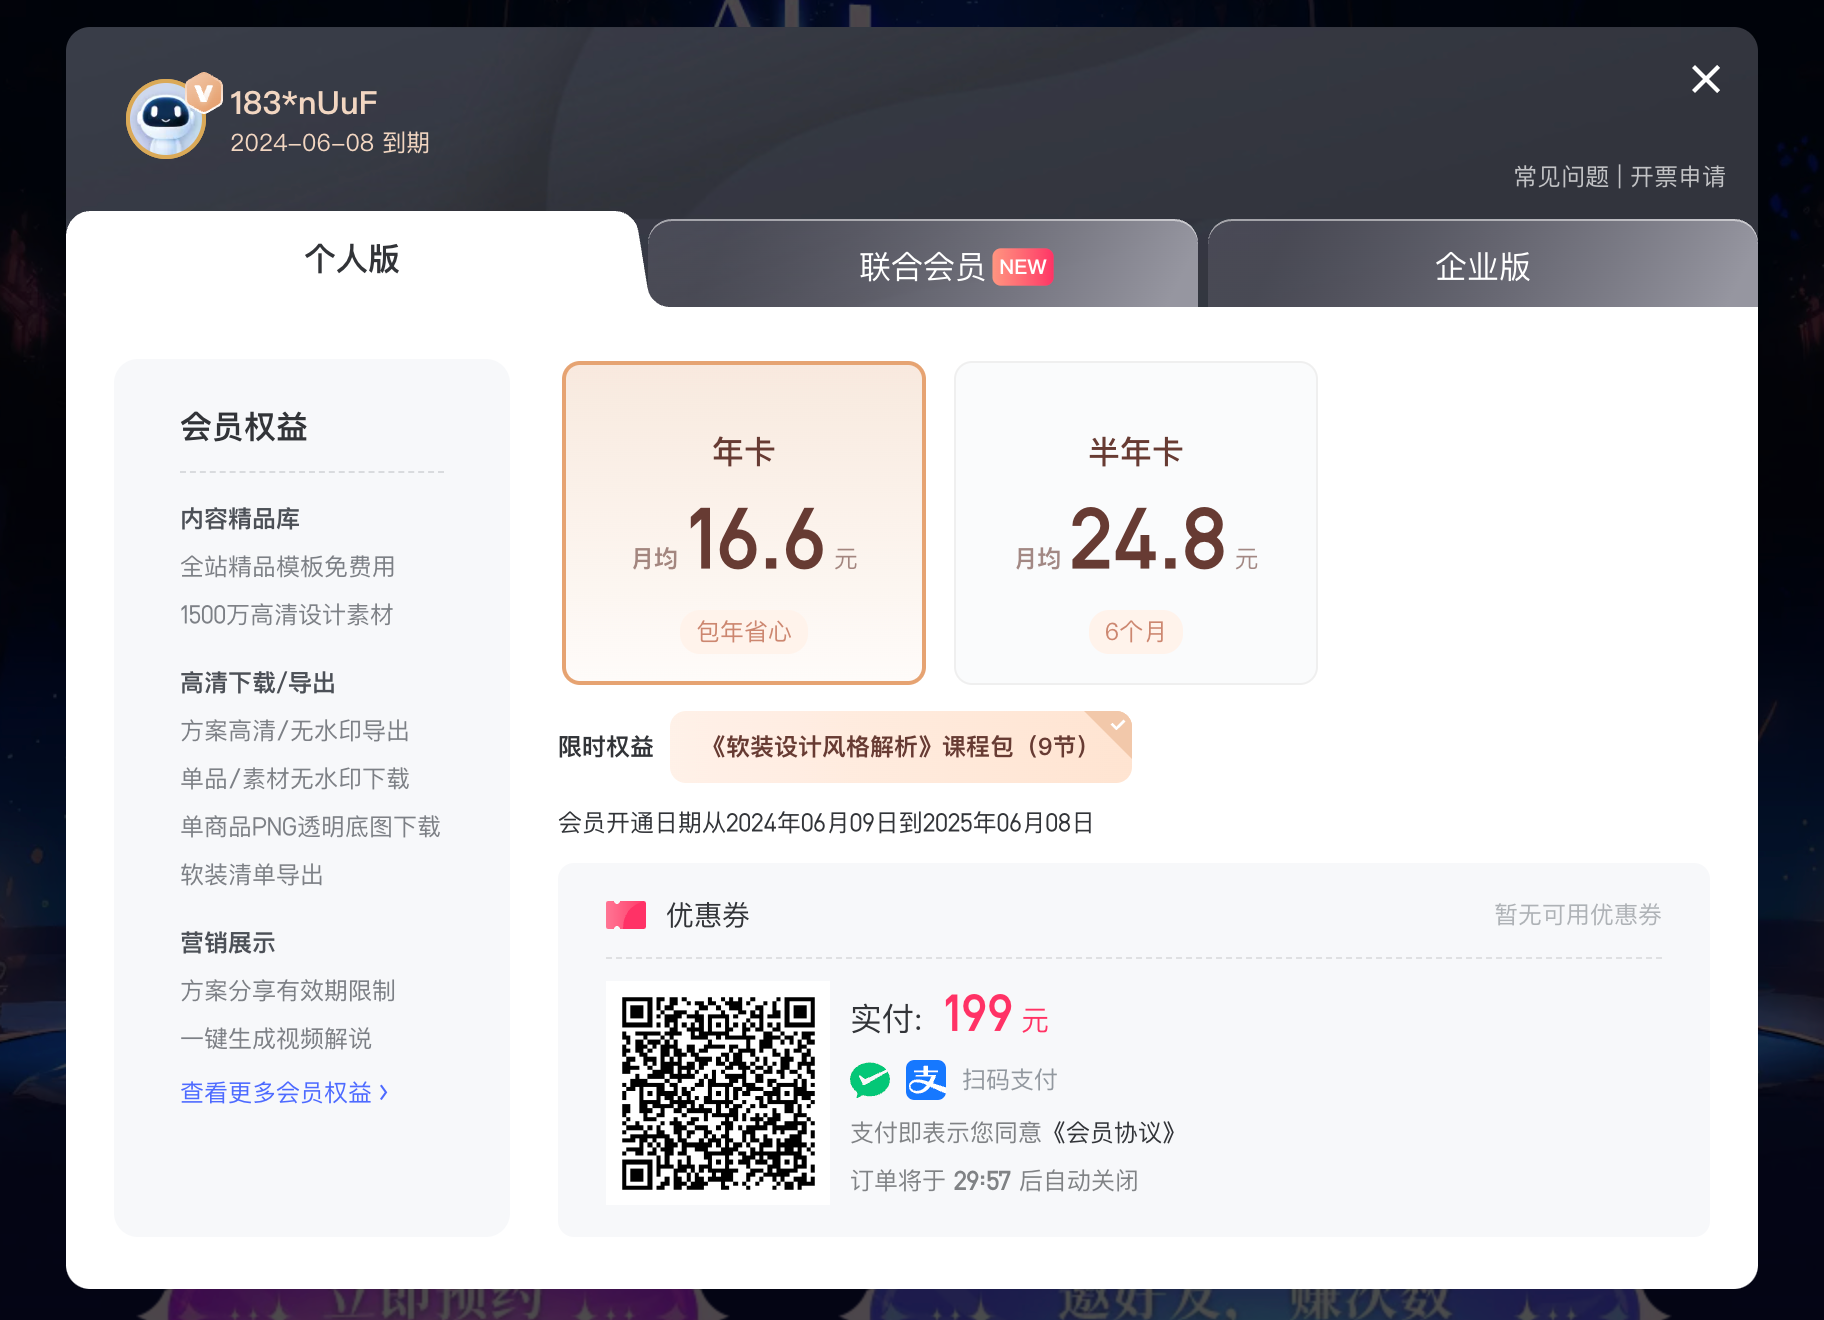 183*nUuF
2024-06-08 到期
常见问题 | 开票申请
个人版
联合会员 NEW
企业版
会员权益
内容精品库
全站精品模板免费用
1500万高清设计素材
高清下载/导出
方案高清/无水印导出
单品/素材无水印下载
单商品PNG透明底图下载
软装清单导出
营销展示
方案分享有效期限制
一键生成视频解说
查看更多会员权益 ›
年卡
月均 16.6 元
包年省心
半年卡
月均 24.8 元
6个月
限时权益
《软装设计风格解析》课程包（9节）
会员开通日期从2024年06月09日到2025年06月08日
优惠券
暂无可用优惠券
实付: 199 元
支 扫码支付
支付即表示您同意《会员协议》
订单将于 29:57 后自动关闭
立即预约
邀好友，赚次数